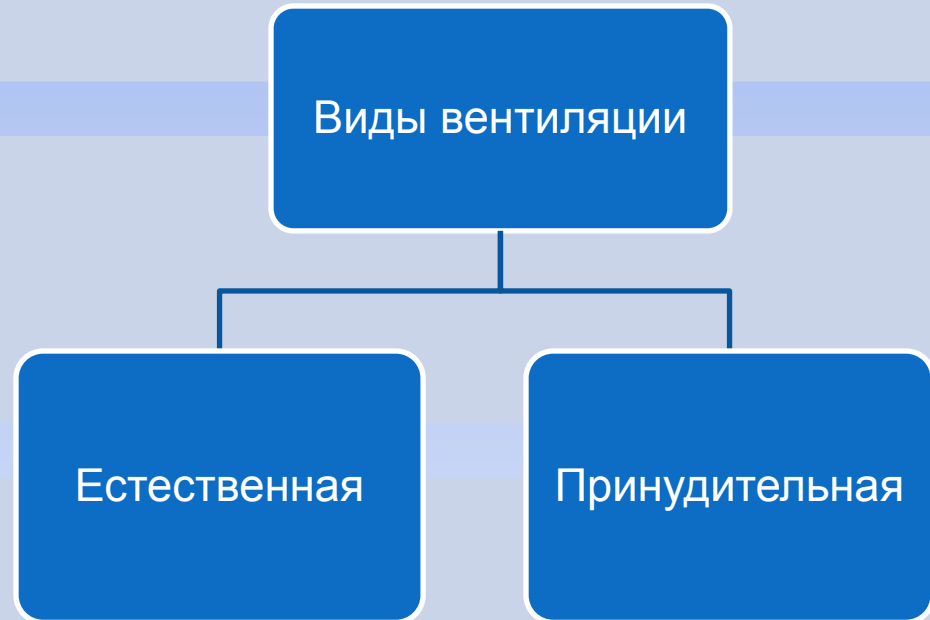 Виды вентиляции
Естественная
Принудительная